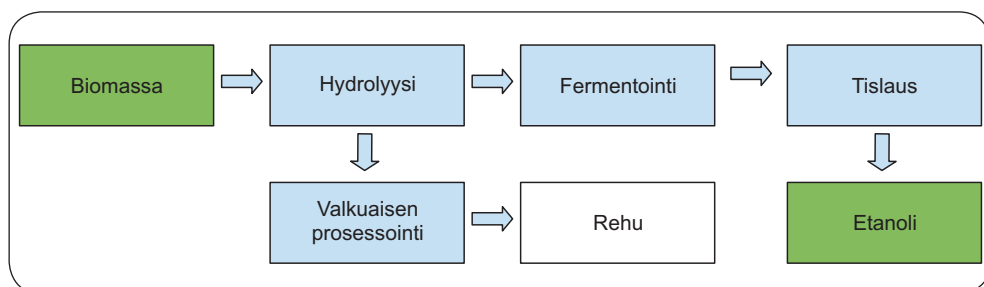 Biomassa
Hydrolyysi
Fermentointi
Tislaus
Valkuaisen
prosessointi
Rehu
Etanoli